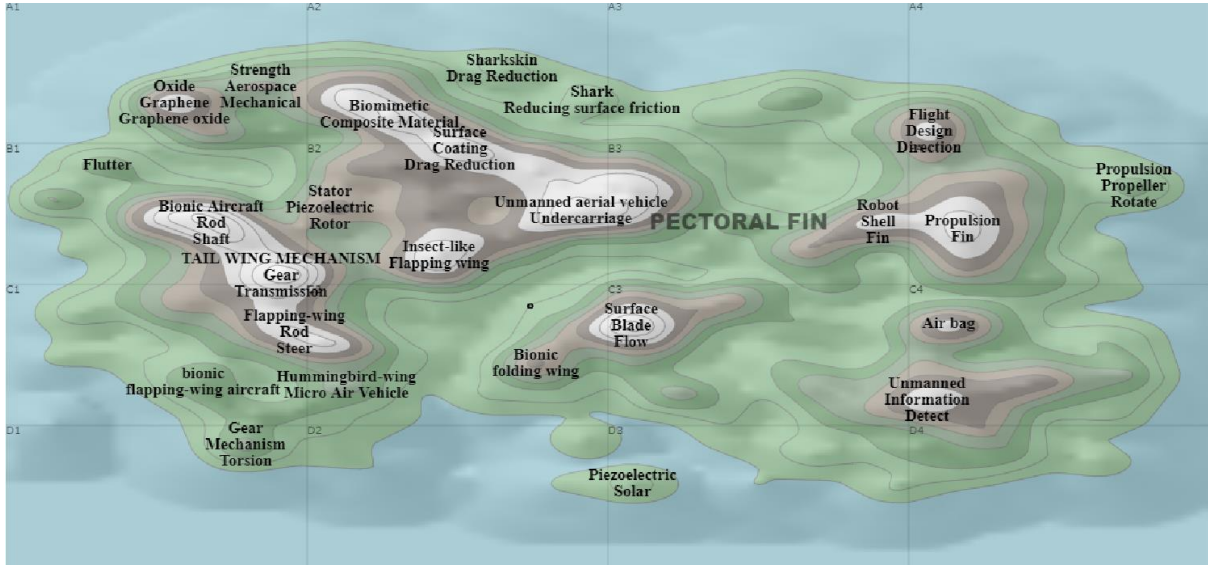 A1
A2
A3
A4
Sharkskin
Drag Reduction
Strength
Aerospace
Mechanical
Oxide
Graphene
Graphene oxide
Shark
Reducing surface friction
Biomimetic
Composite Material
Flight
Design
Direction
Surface
Coating
Drag Reduction
B1
B2
B3
Flutter
Propulsion
Propeller
Rotate
Stator
Piezoelectric
Rotor
Unmanned aerial vehicle
Undercarriage
PECTORAL FIN
Robot
Shell
Fin
Propulsion
Fin
Bionic Aircraft
Rod
Shaft
Insect-like
Flapping wing
TAIL WING MECHANISM
Gear
Transmission
C1
C3
C4
Surface
Blade
Flow
Air bag
Flapping-wing
Rod
Steer
Bionic
folding wing
bionic
flapping-wing aircraft
Hummingbird-wing
Micro Air Vehicle
Unmanned
Information
Detect
D1
D2
D3
D4
Gear
Mechanism
Torsion
Piezoelectric
Solar